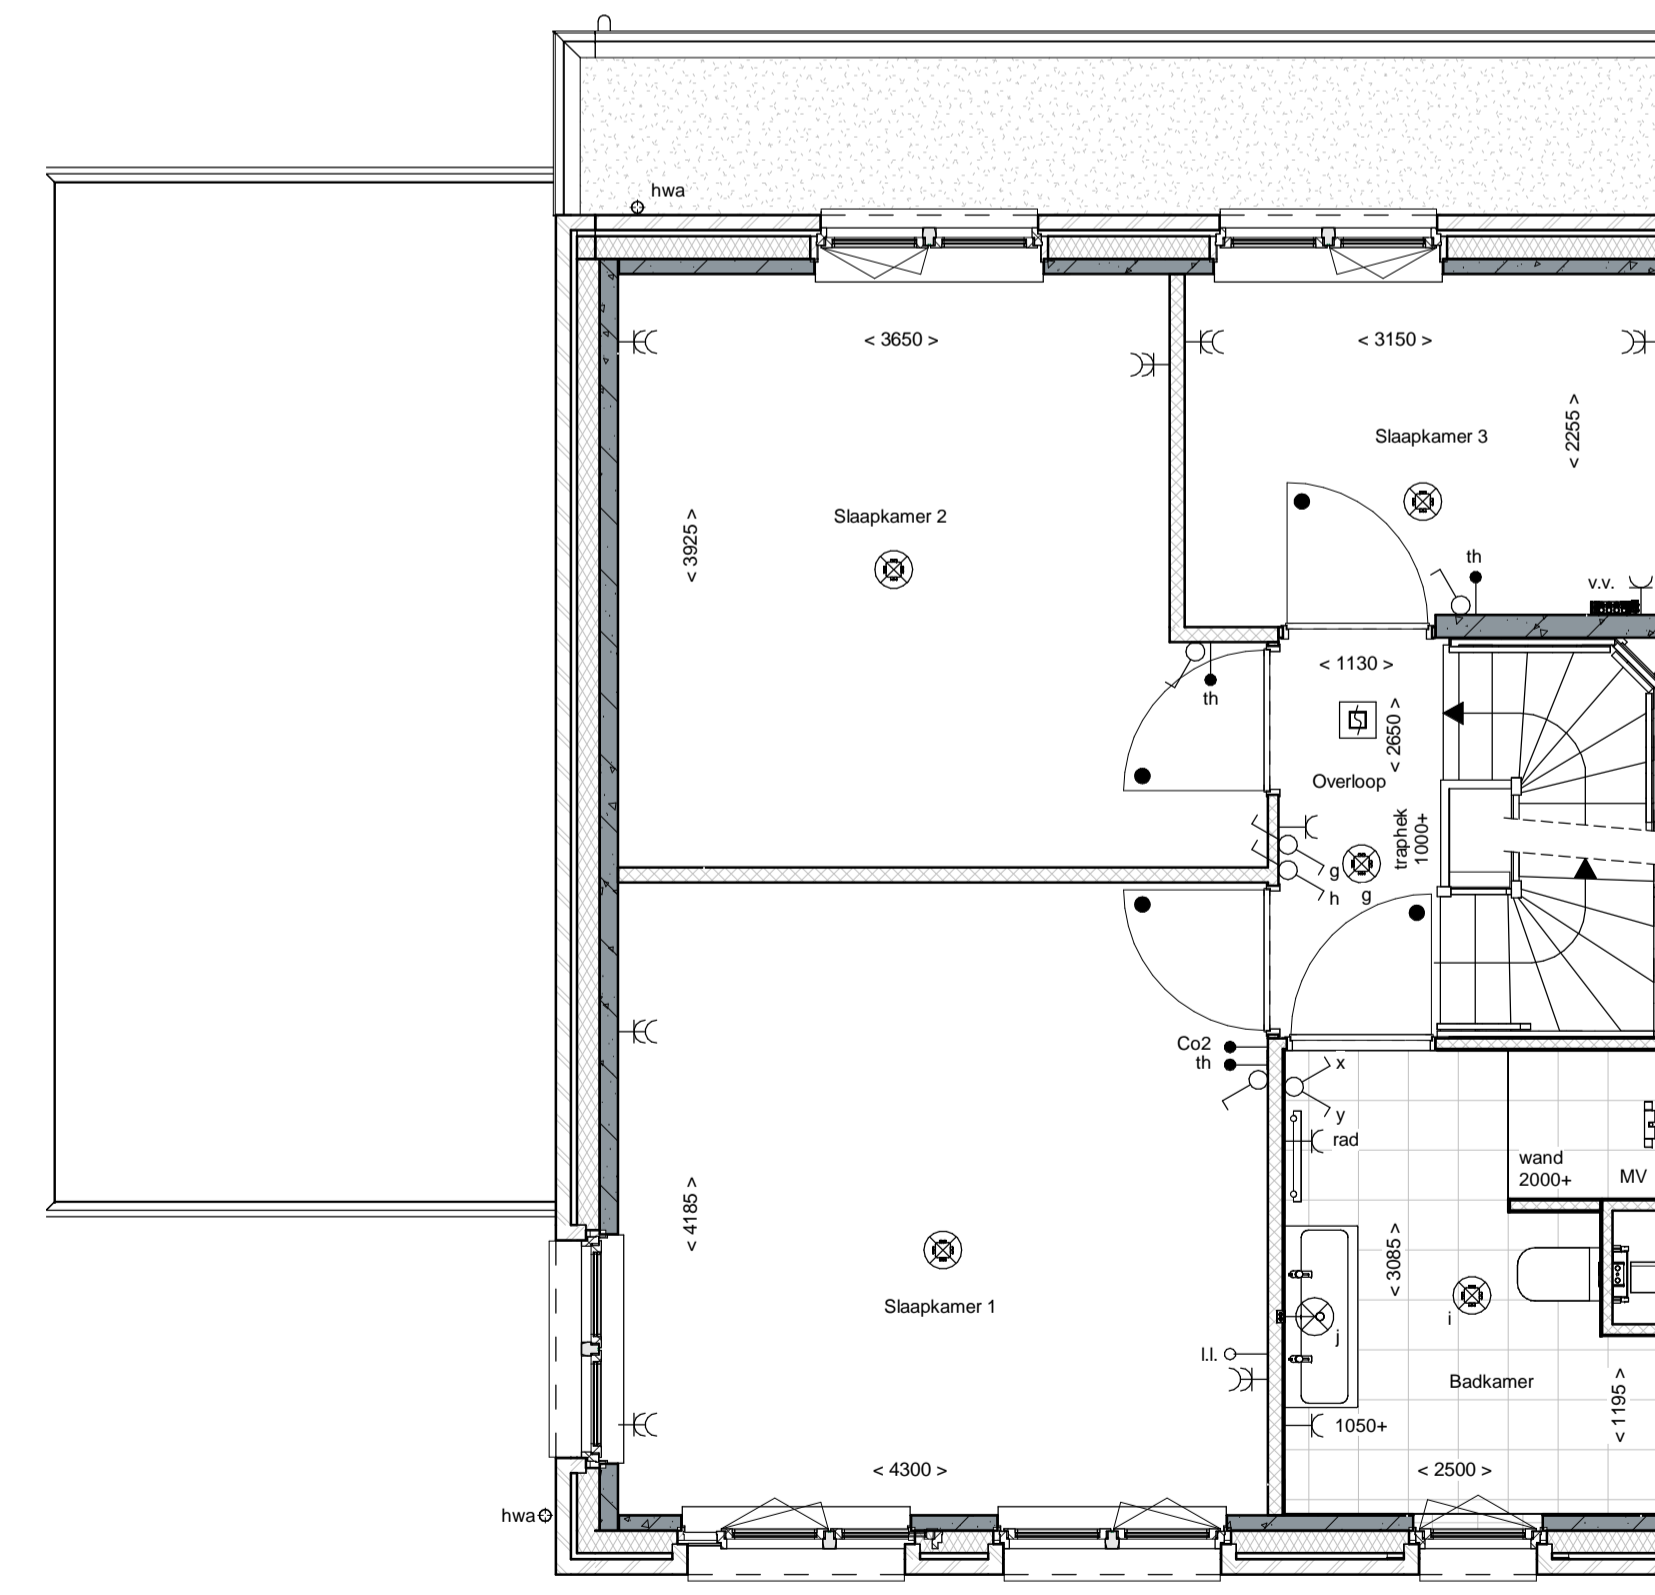 hwa
< 3650 >
< 3150 >
< 2255 >
Slaapkamer 3
Slaapkamer 2
< 3925 >
th
v.v.
< 1130 >
th
< 2650 >
Overloop
traphek
1000+
g
h
g
Co2
th
x
y
rad
wand
2000+
MV
< 4185 >
< 3085 >
Slaapkamer 1
i
j
l.l.
Badkamer
< 1195 >
1050+
< 4300 >
< 2500 >
hwa